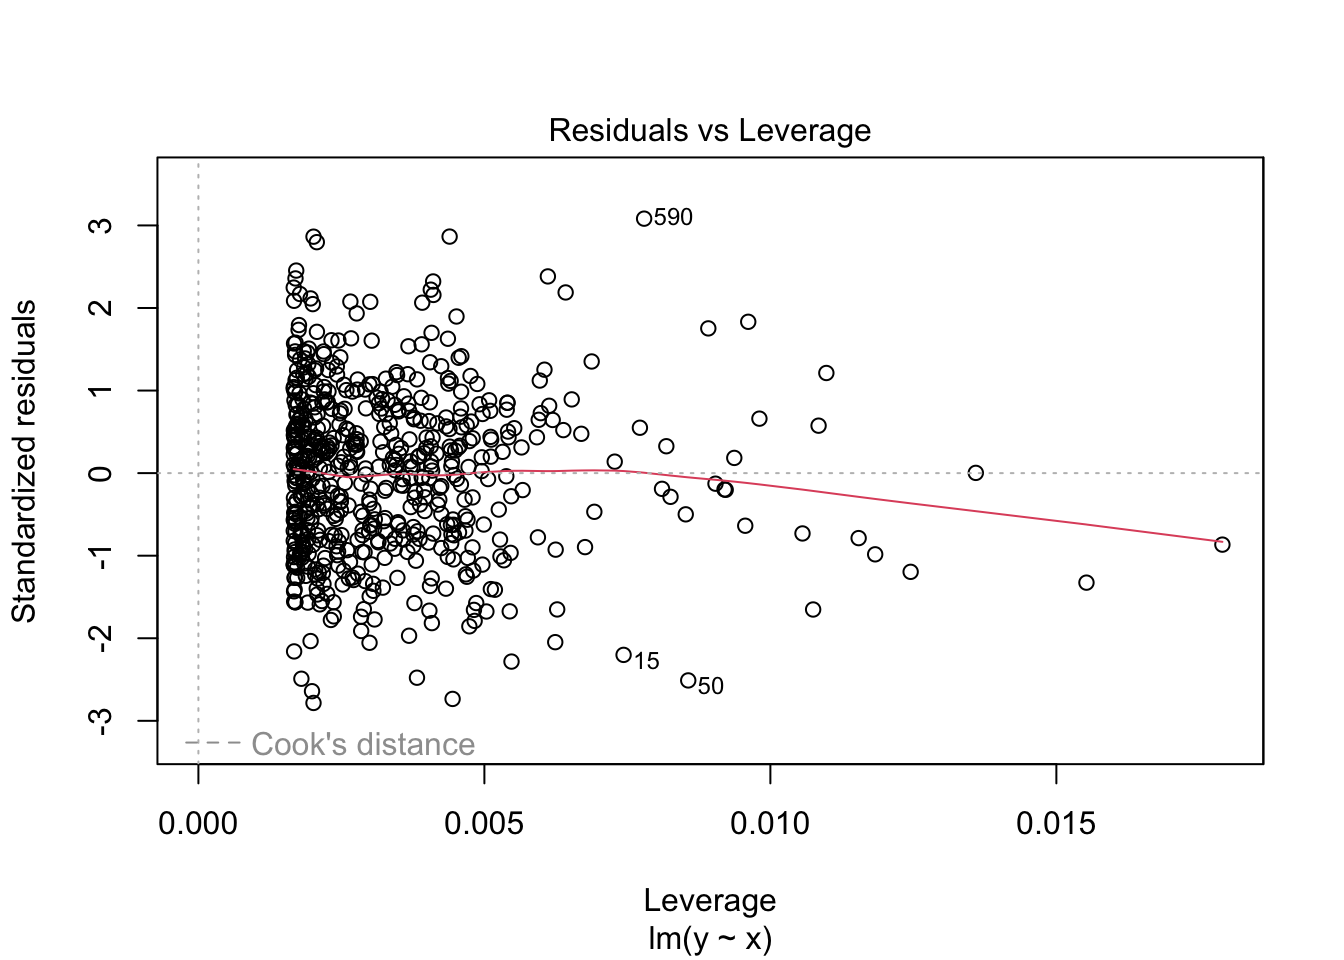 Residuals vs Leverage
Standardized residuals
3
2
1
0
-1
-2
-3
590
15
50
Cook's distance
0.000 0.005 0.010 0.015
Leverage
lm(y ~ x)